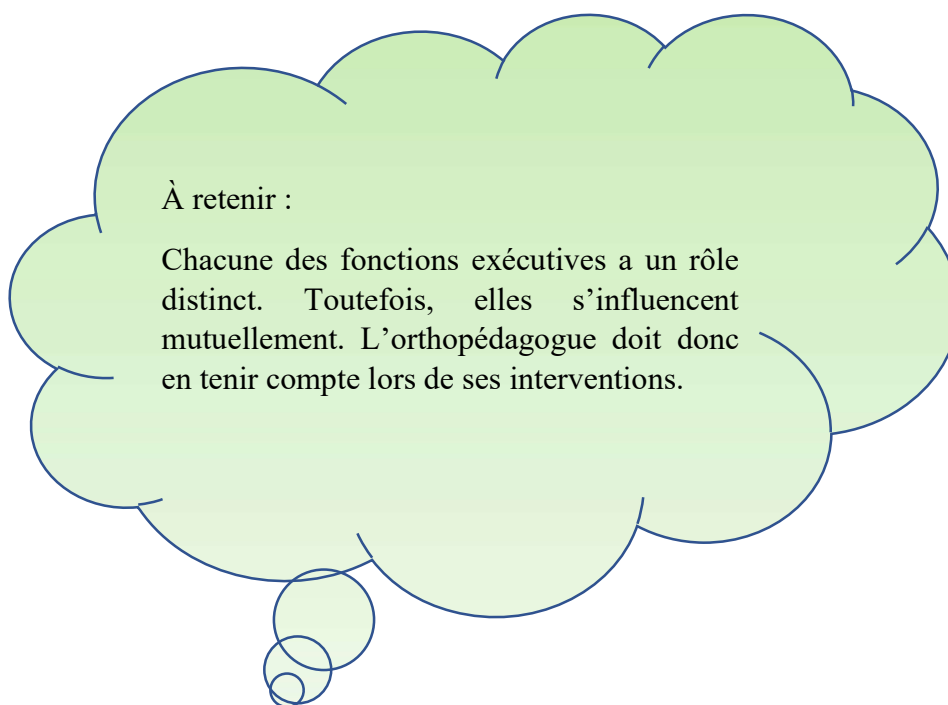 À retenir :
Chacune des fonctions exécutives a un rôle
distinct. Toutefois, elles s’influencent
mutuellement. L’orthopédagogue doit donc
en tenir compte lors de ses interventions.